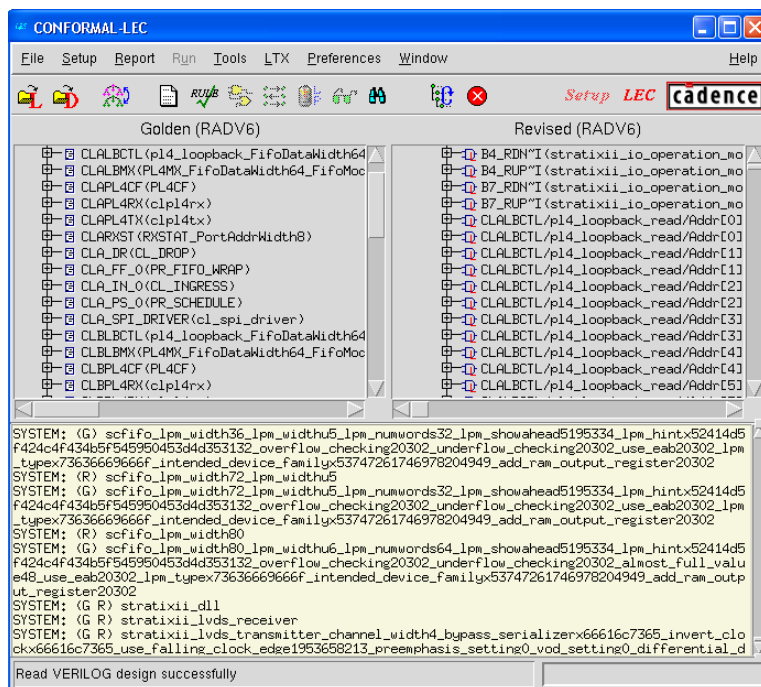 CONFORMAL-LEC
File Setup Report Run Tools LTX Preferences Window Help
RULE
Setup LEC cadence
Golden (RADV6)
CLALBCTL(pl4_loopback_FifoDataWidth64
CLALBMX(PL4MX_FifoDataWidth64_FifoMoc
CLAPL4CF(PL4CF)
CLAPL4RX(clpl4rx)
CLAPL4TX(clpl4tx)
CLARXST(RXSTAT_PortAddrWidth8)
CLA_DR(CL_DROP)
CLA_FF_0(PR_FIFO_WRAP)
CLA_IN_0(CL_INGRESS)
CLA_PS_0(PR_SCHEDULE)
CLA_SPI_DRIVER(cl_spi_driver)
CLBLBCTL(pl4_loopback_FifoDataWidth64
CLBLBMX(PL4MX_FifoDataWidth64_FifoMoc
CLBPL4CF(PL4CF)
CLBPL4RX(clpl4rx)
Revised (RADV6)
B4_RDN~I(stratixii_io_operation_mo
B4_RUP~I(stratixii_io_operation_mo
B7_RDN~I(stratixii_io_operation_mo
B7_RUP~I(stratixii_io_operation_mo
CLALBCTL/pl4_loopback_read/Addr[0]
CLALBCTL/pl4_loopback_read/Addr[0]
CLALBCTL/pl4_loopback_read/Addr[1]
CLALBCTL/pl4_loopback_read/Addr[1]
CLALBCTL/pl4_loopback_read/Addr[2]
CLALBCTL/pl4_loopback_read/Addr[2]
CLALBCTL/pl4_loopback_read/Addr[3]
CLALBCTL/pl4_loopback_read/Addr[3]
CLALBCTL/pl4_loopback_read/Addr[4]
CLALBCTL/pl4_loopback_read/Addr[4]
CLALBCTL/pl4_loopback_read/Addr[5]
SYSTEM: (G) scfifo_lpm_width36_lpm_widthu5_lpm_numwords32_lpm_showahead5195334_lpm_hintx52414d5
f424c4f434b5f545950453d4d353132_overflow_checking20302_underflow_checking20302_use_eab20302_lpm
_typex73636669666f_intended_device_familyx53747261746978204949_add_ram_output_register20302
SYSTEM: (R) scfifo_lpm_width72_lpm_widthu5
SYSTEM: (G) scfifo_lpm_width72_lpm_widthu5_lpm_numwords32_lpm_showahead5195334_lpm_hintx52414d5
f424c4f434b5f545950453d4d353132_overflow_checking20302_underflow_checking20302_use_eab20302_lpm
_typex73636669666f_intended_device_familyx53747261746978204949_add_ram_output_register20302
SYSTEM: (R) scfifo_lpm_width80
SYSTEM: (G) scfifo_lpm_width80_lpm_widthu6_lpm_numwords64_lpm_showahead5195334_lpm_hintx52414d5
f424c4f434b5f545950453d4d353132_overflow_checking20302_underflow_checking20302_almost_full_valu
e48_use_eab20302_lpm_typex73636669666f_intended_device_familyx53747261746978204949_add_ram_outp
ut_register20302
SYSTEM: (G R) stratixii_dll
SYSTEM: (G R) stratixii_lvds_receiver
SYSTEM: (G R) stratixii_lvds_transmitter_channel_width4_bypass_serializerx66616c7365_invert_clo
ckx66616c7365_use_falling_clock_edge1953658213_preemphasis_setting0_vod_setting0_differential_d
Read VERILOG design successfully